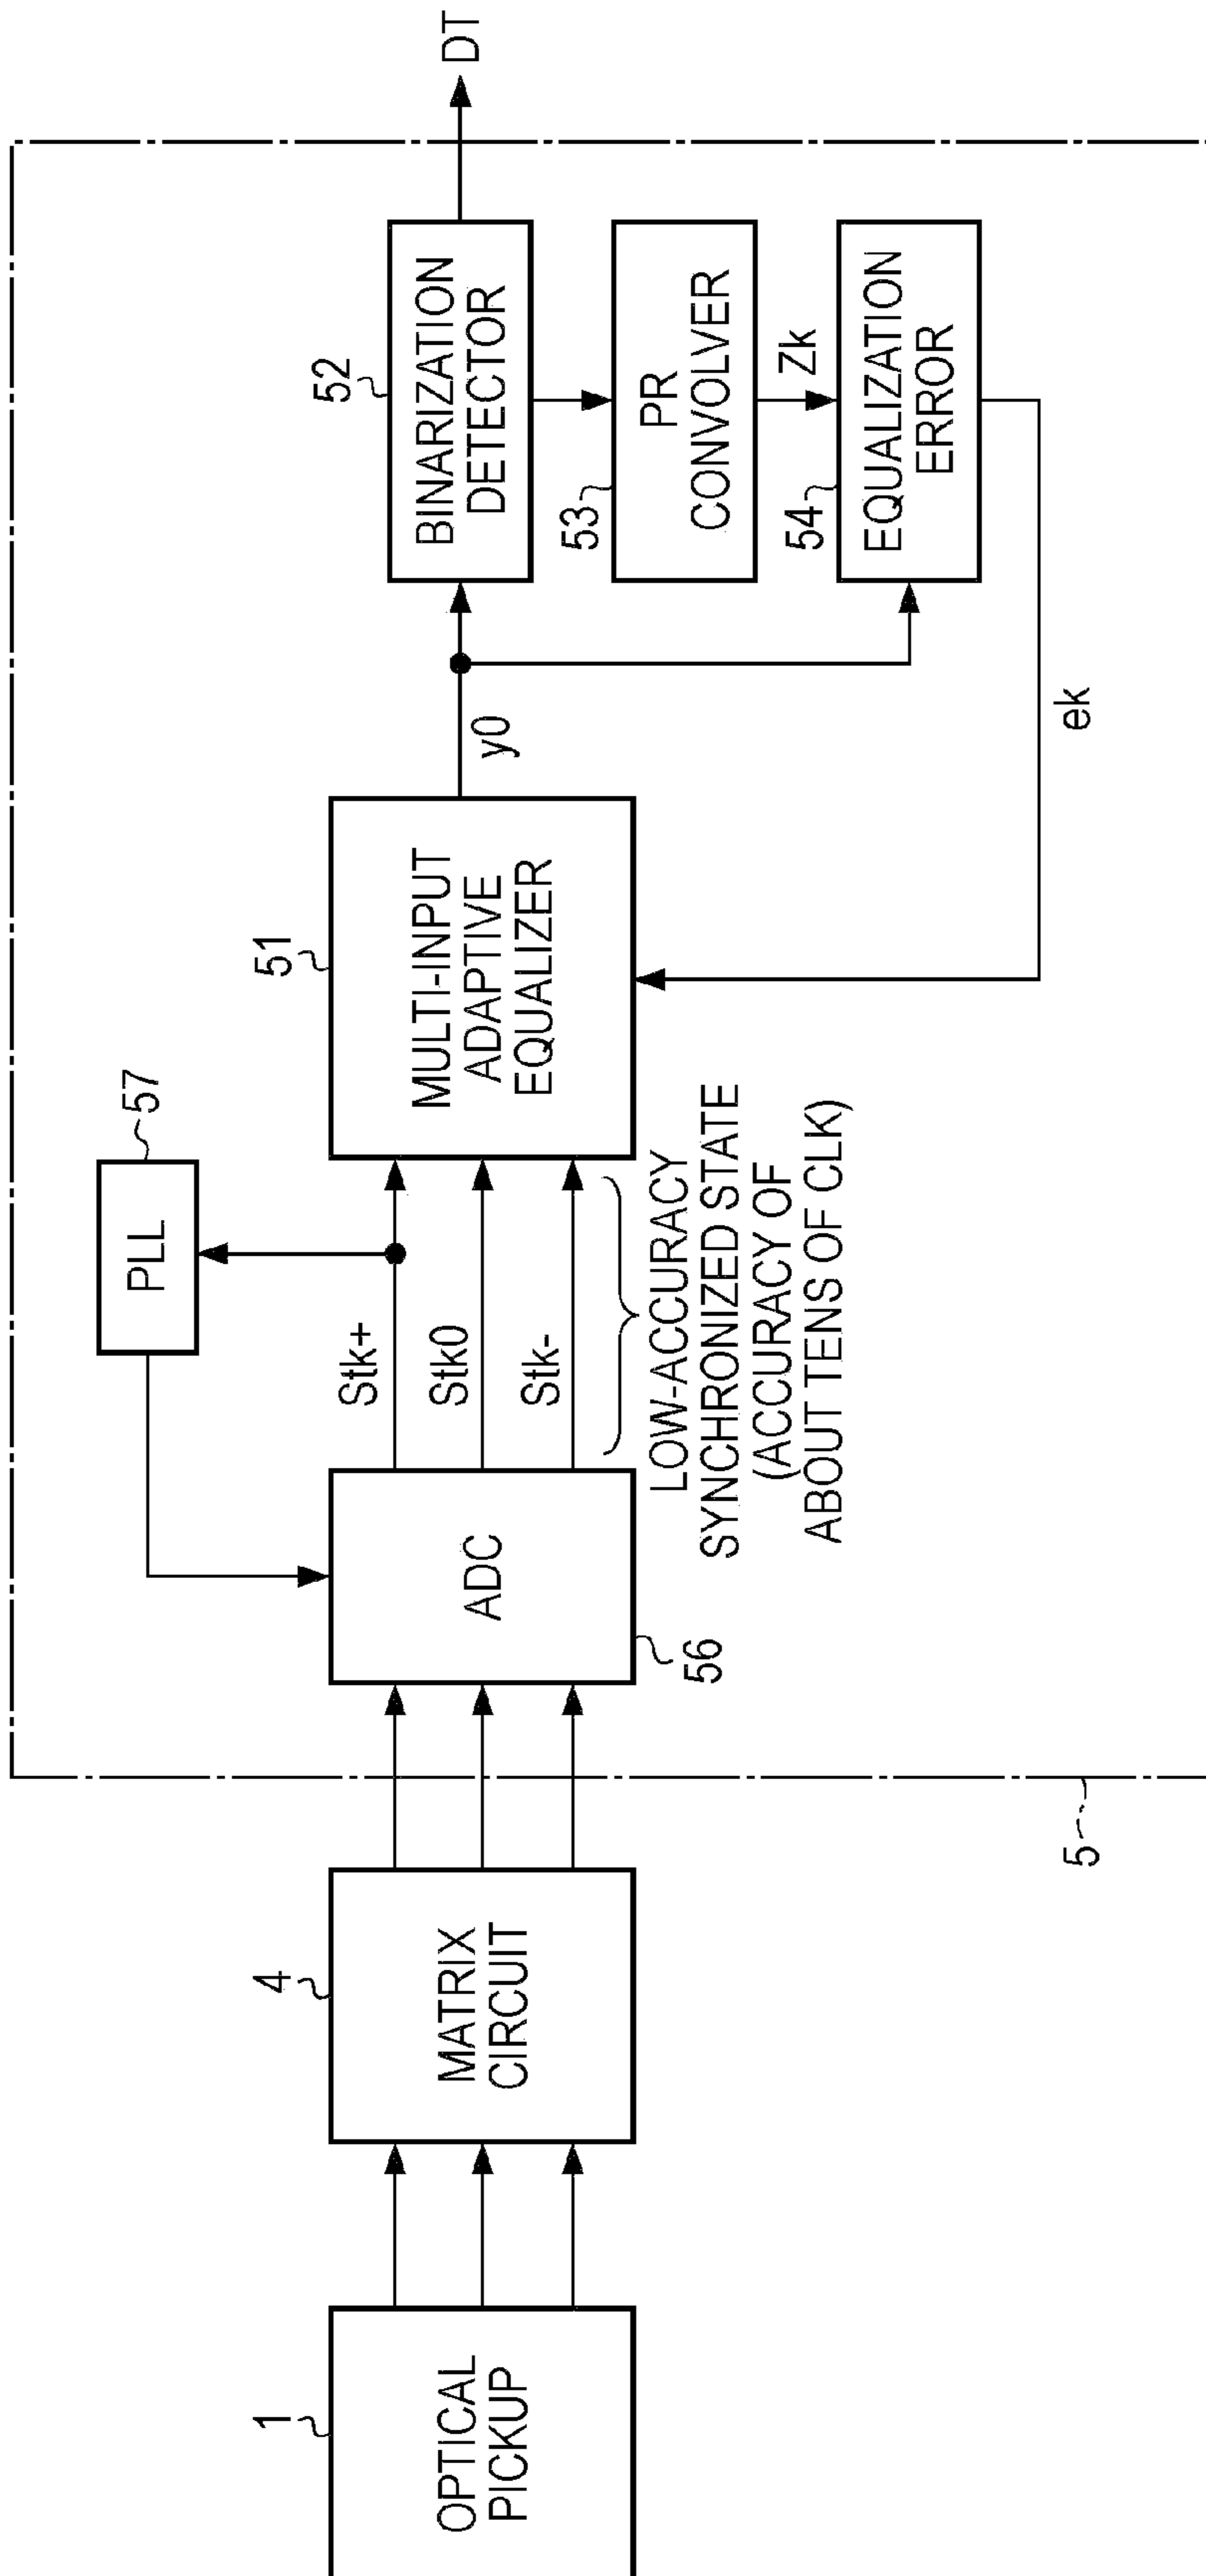 1
OPTICAL
PICKUP
4
MATRIX
CIRCUIT
5
56
ADC
57
PLL
Stk+
Stk0
Stk-
LOW-ACCURACY
SYNCHRONIZED STATE
(ACCURACY OF
ABOUT TENS OF CLK)
51
MULTI-INPUT
ADAPTIVE
EQUALIZER
y0
52
BINARIZATION
DETECTOR
DT
53
PR
CONVOLVER
Zk
54
EQUALIZATION
ERROR
ek